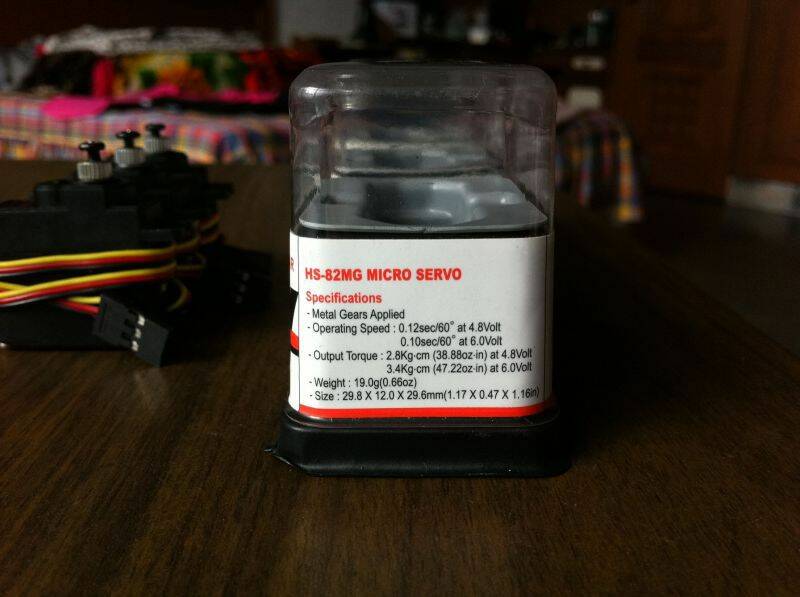 HS-82MG MICRO SERVO
Specifications
- Metal Gears Applied
- Operating Speed : 0.12sec/60° at 4.8Volt
0.10sec/60° at 6.0Volt
- Output Torque : 2.8Kg·cm (38.88oz·in) at 4.8Volt
3.4Kg·cm (47.22oz·in) at 6.0Volt
- Weight : 19.0g(0.66oz)
- Size : 29.8 X 12.0 X 29.6mm(1.17 X 0.47 X 1.16in)